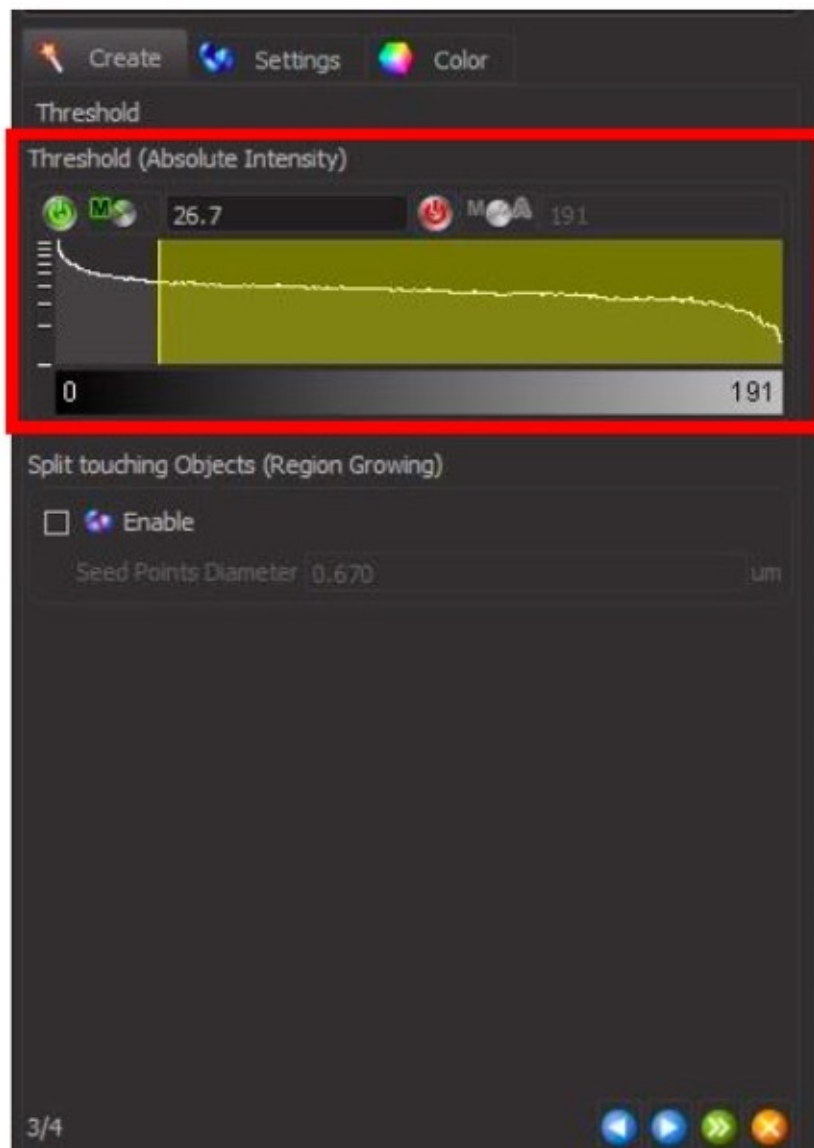 Create Settings Color
Threshold
Threshold (Absolute Intensity)
M 26.7 M A 191
0 191
Split touching Objects (Region Growing)
Enable
Seed Points Diameter 0.670 um
3/4